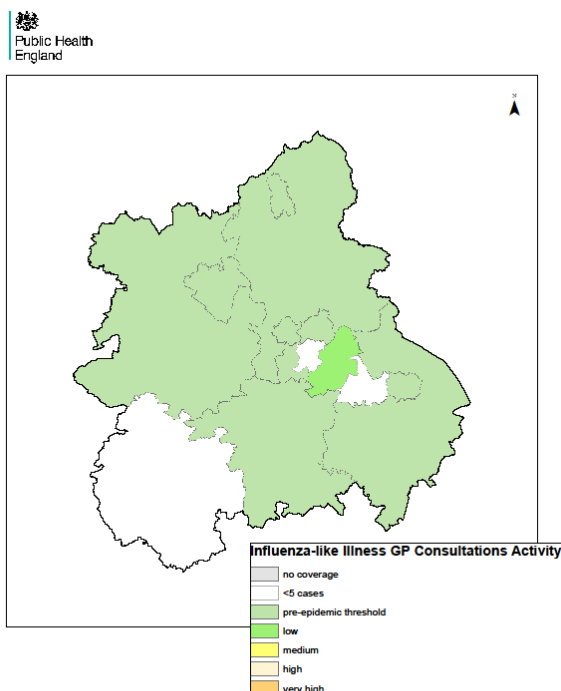 Public Health
England
N
Influenza-like Illness GP Consultations Activity
no coverage
<5 cases
pre-epidemic threshold
low
medium
high
very high